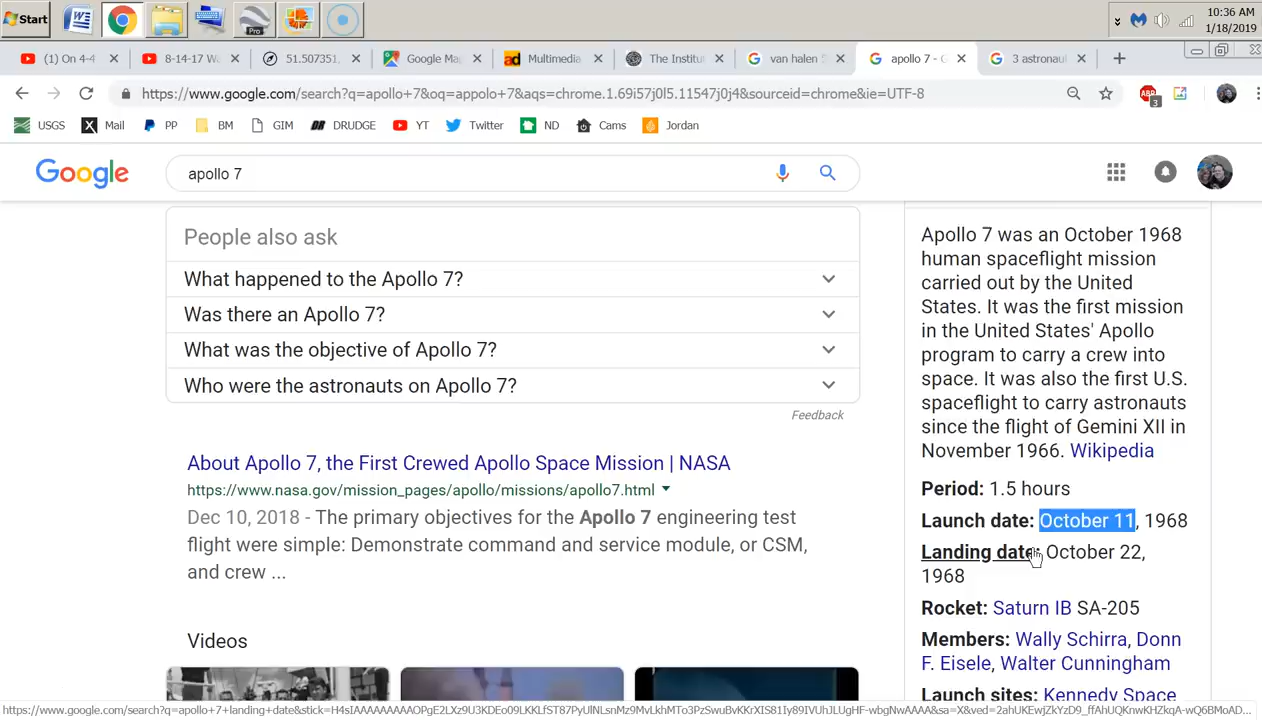 Start
Pro
10:36 AM
1/18/2019
(1) On 4-4
8-14-17 W
51.507351,
Google Ma
Multimedia
The Institu
van halen
apollo 7 - G
3 astronau
https://www.google.com/search?q=apollo+7&oq=appolo+7&aqs=chrome.1.69i57j0l5.11547j0j4&sourceid=chrome&ie=UTF-8
ABP
3
USGS
Mail
PP
BM
GIM
DRUDGE
YT
Twitter
ND
Cams
Jordan
Google
apollo 7
People also ask
What happened to the Apollo 7?
Was there an Apollo 7?
What was the objective of Apollo 7?
Who were the astronauts on Apollo 7?
Feedback
About Apollo 7, the First Crewed Apollo Space Mission | NASA
https://www.nasa.gov/mission_pages/apollo/missions/apollo7.html
Dec 10, 2018 - The primary objectives for the Apollo 7 engineering test
flight were simple: Demonstrate command and service module, or CSM,
and crew ...
Videos
Apollo 7 was an October 1968
human spaceflight mission
carried out by the United
States. It was the first mission
in the United States' Apollo
program to carry a crew into
space. It was also the first U.S.
spaceflight to carry astronauts
since the flight of Gemini XII in
November 1966. Wikipedia
Period: 1.5 hours
Launch date: October 11, 1968
Landing date: October 22,
1968
Rocket: Saturn IB SA-205
Members: Wally Schirra, Donn
F. Eisele, Walter Cunningham
Launch sites: Kennedy Space